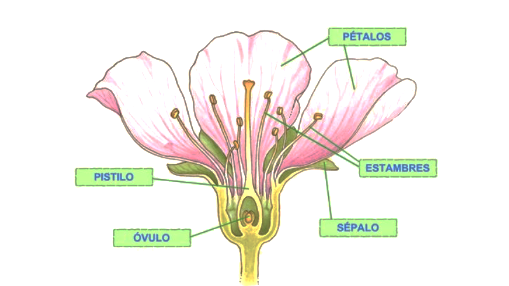 PÉTALOS
ESTAMBRES
PISTILO
SÉPALO
ÓVULO